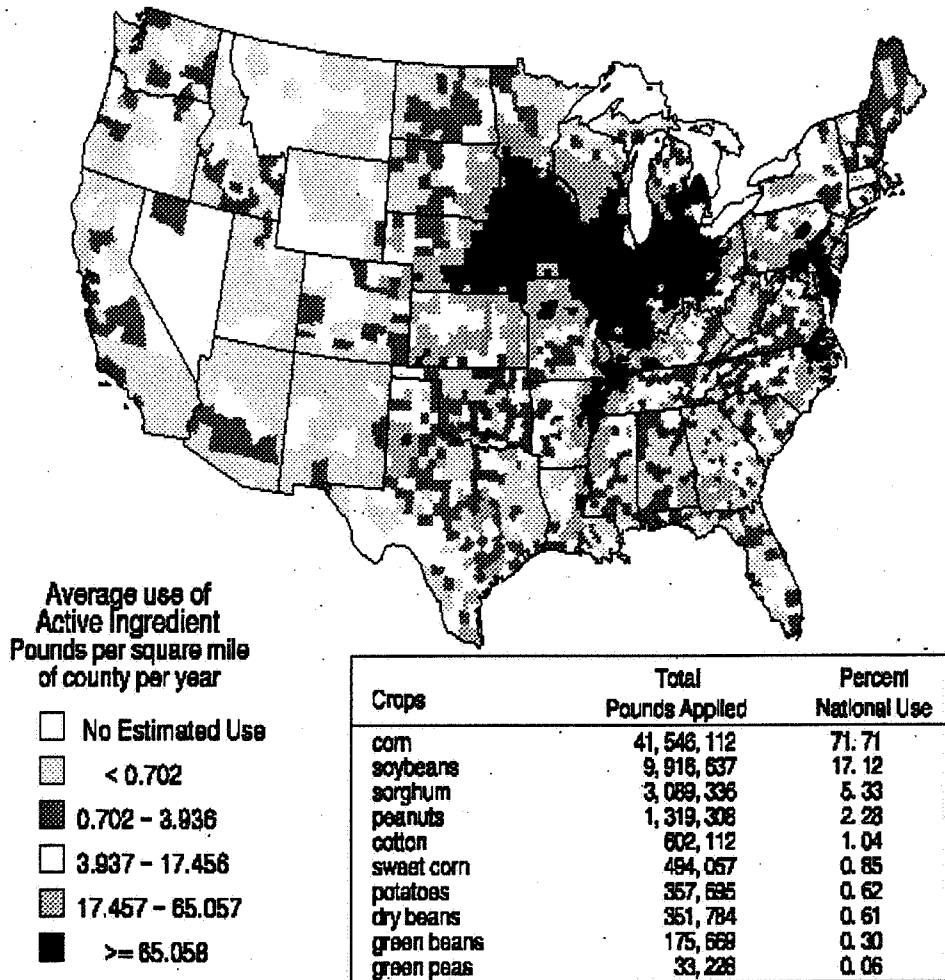 Average use of
Active Ingredient
Pounds per square mile
of county per year
No Estimated Use
< 0.702
0.702 - 3.936
3.937 - 17.456
17.457 - 65.057
>= 65.058
Crops Total Pounds Applied Percent National Use
corn 41,546,112 71.71
soybeans 9,916,637 17.12
sorghum 3,089,336 5.33
peanuts 1,319,308 2.28
cotton 602,112 1.04
sweet corn 494,057 0.85
potatoes 357,695 0.62
dry beans 351,784 0.61
green beans 175,669 0.30
green peas 33,226 0.06